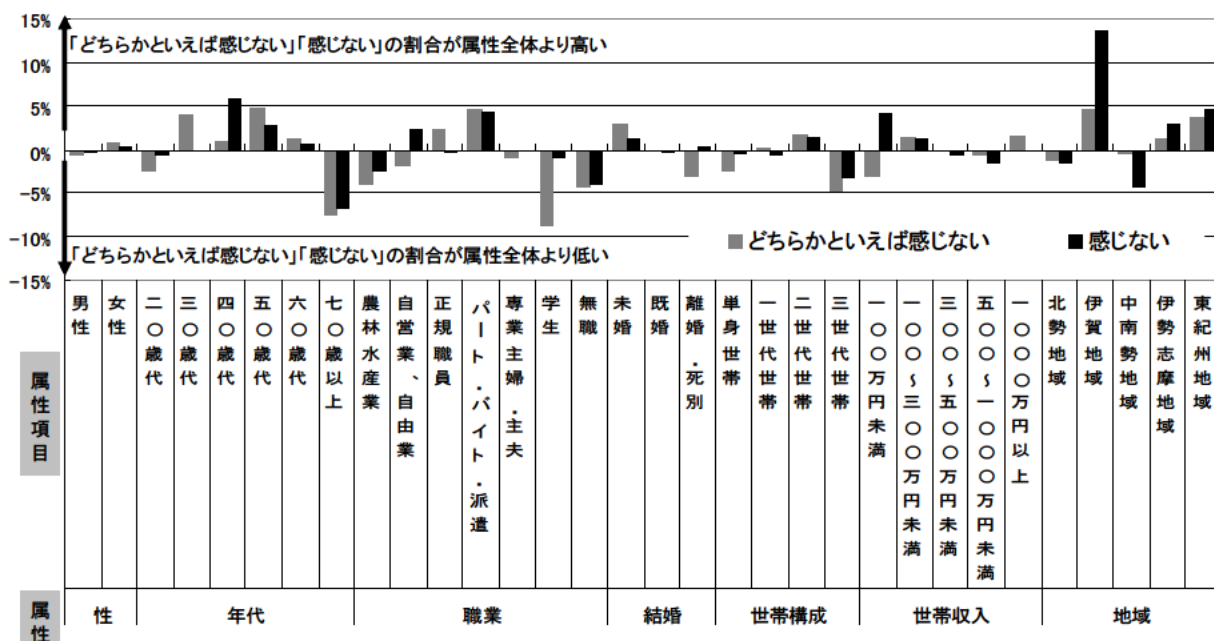 15%
10%
5%
0%
-5%
-10%
-15%
「どちらかといえば感じない」「感じない」の割合が属性全体より高い
「どちらかといえば感じない」「感じない」の割合が属性全体より低い
どちらかといえば感じない
感じない
属性項目
男性
女性
二〇歳代
三〇歳代
四〇歳代
五〇歳代
六〇歳代
七〇歳以上
農林水産業
自営業、自由業
正規職員
パート・バイト・派遣
専業主婦・主夫
学生
無職
未婚
既婚
離婚・死別
単身世帯
一世代世帯
二世代世帯
三世代世帯
一〇〇万円未満
一〇〇~三〇〇万円未満
三〇〇~五〇〇万円未満
五〇〇~一〇〇〇万円未満
一〇〇〇万円以上
北勢地域
伊賀地域
中南勢地域
伊勢志摩地域
東紀州地域
属性
性
年代
職業
結婚
世帯構成
世帯収入
地域